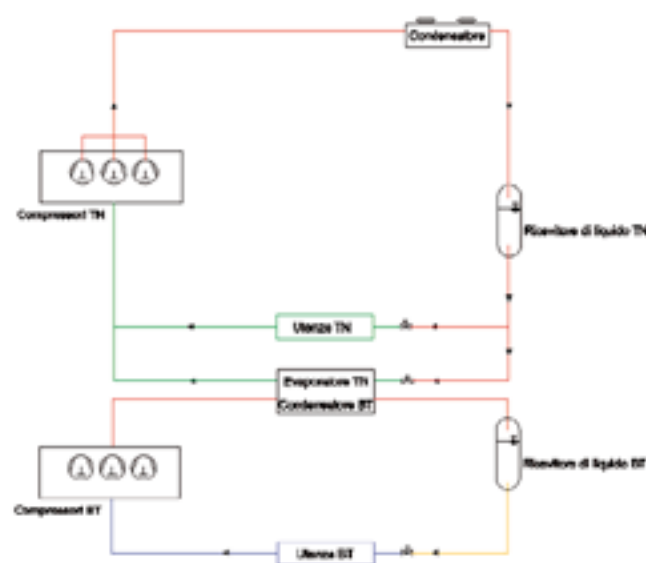 Condensatore
Compressori TN
Ricevitore di liquido TN
Utenze TN
Evaporatore TN
Condensatore BT
Compressori BT
Ricevitore di liquido BT
Utenze BT